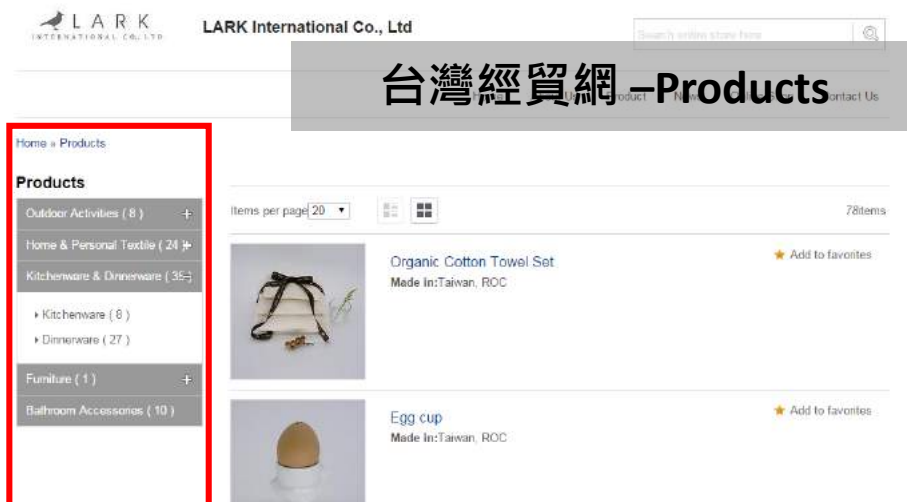 LARK
INTERNATIONAL CO., LTD
LARK International Co., Ltd
Search entire store here
台灣經貿網 –Products
Product
Contact Us
Home » Products
Products
Outdoor Activities ( 8 ) +
Home & Personal Textile ( 24 )+
Kitchenware & Dinnerware ( 35
Kitchenware ( 8 )
Dinnerware ( 27 )
Furniture ( 1 ) +
Bathroom Accessories ( 10 )
Items per page 20
78items
Organic Cotton Towel Set
Made in:Taiwan, ROC
Add to favorites
Egg cup
Made in:Taiwan, ROC
Add to favorites